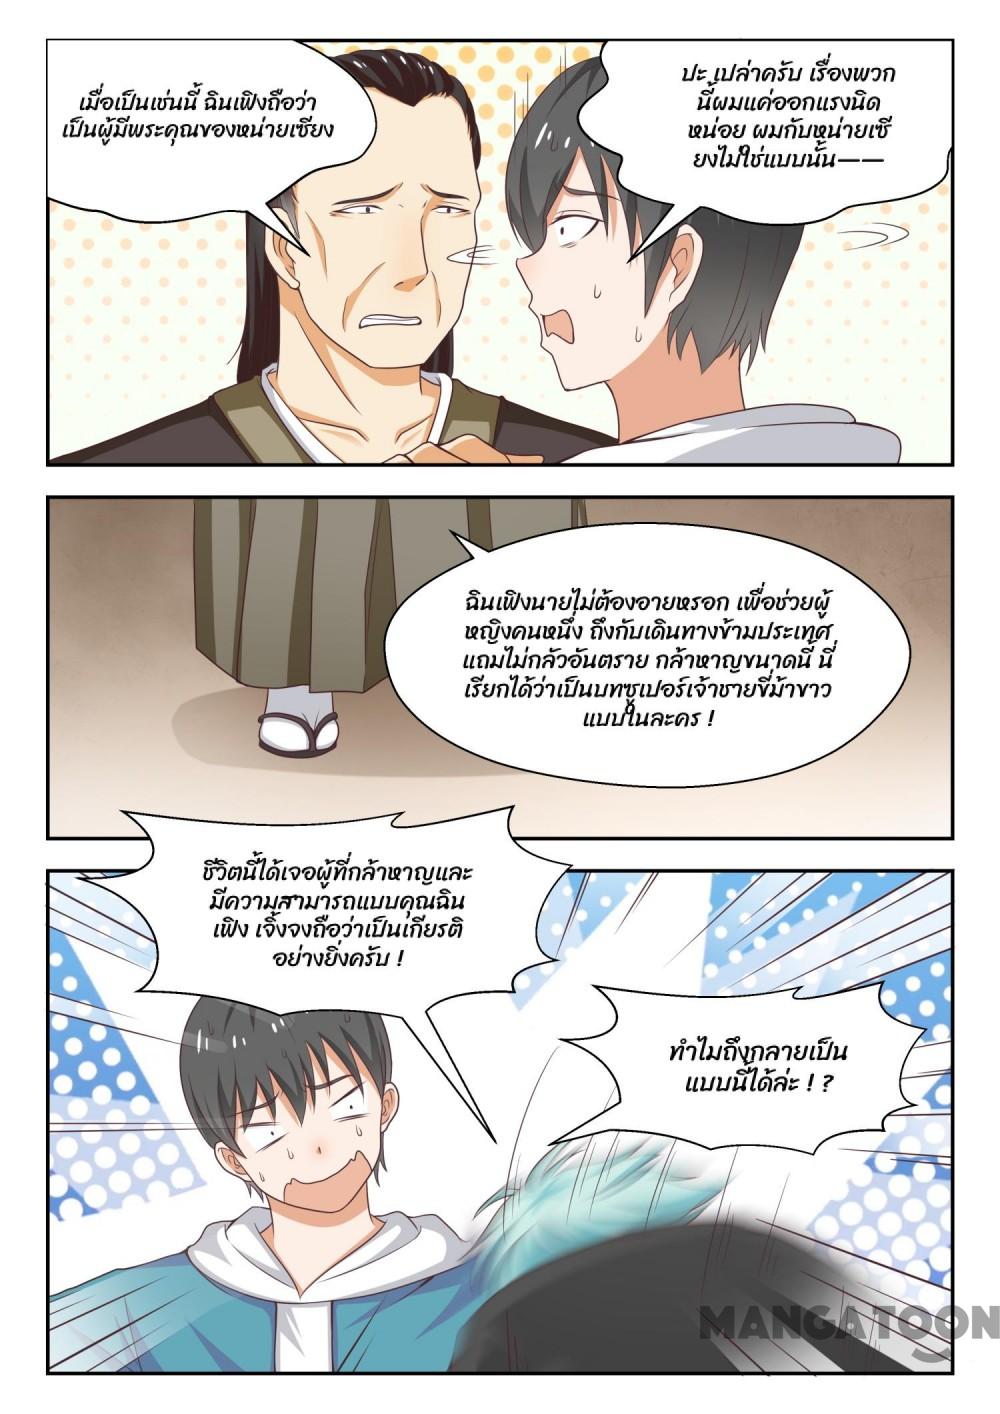 เมื่อเป็นเช่นนี้ ฉินเฟิงถือว่า
เป็นผู้มีพระคุณของหน่ายเซียง
ปะ เปล่าครับ เรื่องพวก
นี้ผมแค่ออกแรงนิด
หน่อย ผมกับหน่ายเซี
ยงไม่ใช่แบบนั้น——
ฉินเฟิงนายไม่ต้องอายหรอก เพื่อช่วยผู้
หญิงคนหนึ่ง ถึงกับเดินทางข้ามประเทศ
แถมไม่กลัวอันตราย กล้าหาญขนาดนี้ นี่
เรียกได้ว่าเป็นบทซูเปอร์เจ้าชายขี่ม้าขาว
แบบในละคร !
ชีวิตนี้ได้เจอผู้ที่กล้าหาญและ
มีความสามารถแบบคุณฉิน
เฟิง เจิ้งจงถือว่าเป็นเกียรติ
อย่างยิ่งครับ !
ทำไมถึงกลายเป็น
แบบนี้ได้ล่ะ ! ?
MANGATOON